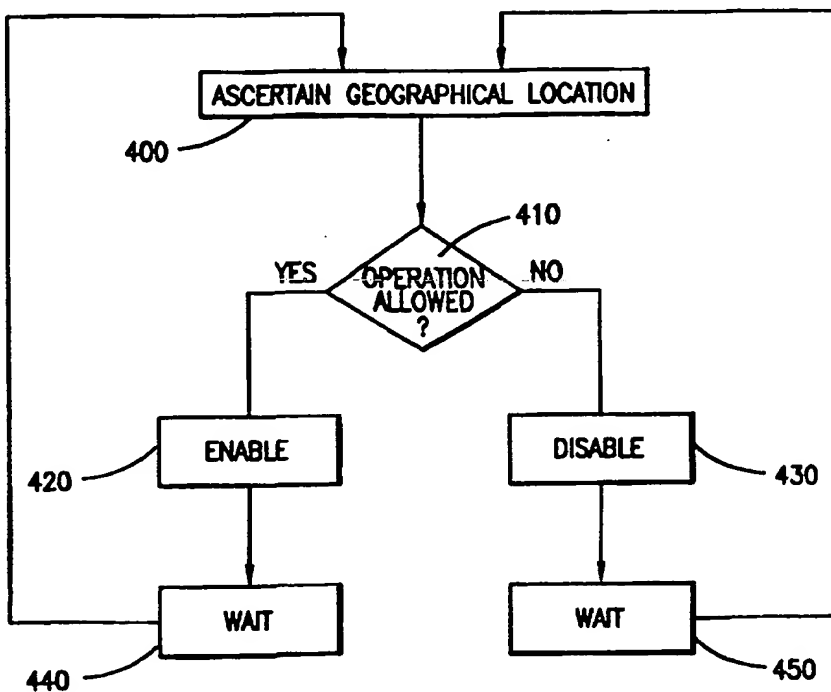 ASCERTAIN GEOGRAPHICAL LOCATION
400
410
YES
OPERATION
ALLOWED
?
NO
ENABLE
420
DISABLE
430
WAIT
440
WAIT
450